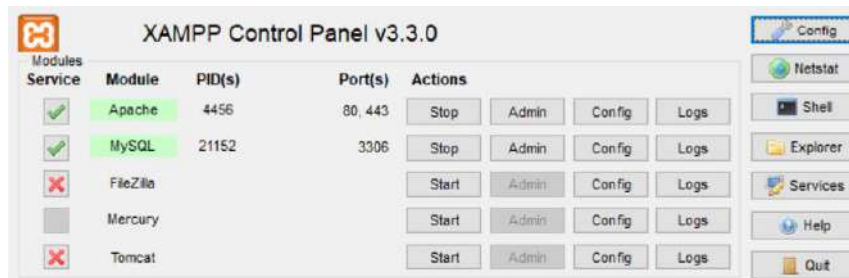 XAMPP Control Panel v3.3.0
Config
Modules
Service Module PID(s) Port(s) Actions
Netstat
Apache 4456 80, 443 Stop Admin Config Logs
Shell
MySQL 21152 3306 Stop Admin Config Logs
Explorer
FileZilla Start Admin Config Logs
Services
Mercury Start Admin Config Logs
Help
Tomcat Start Admin Config Logs
Quit